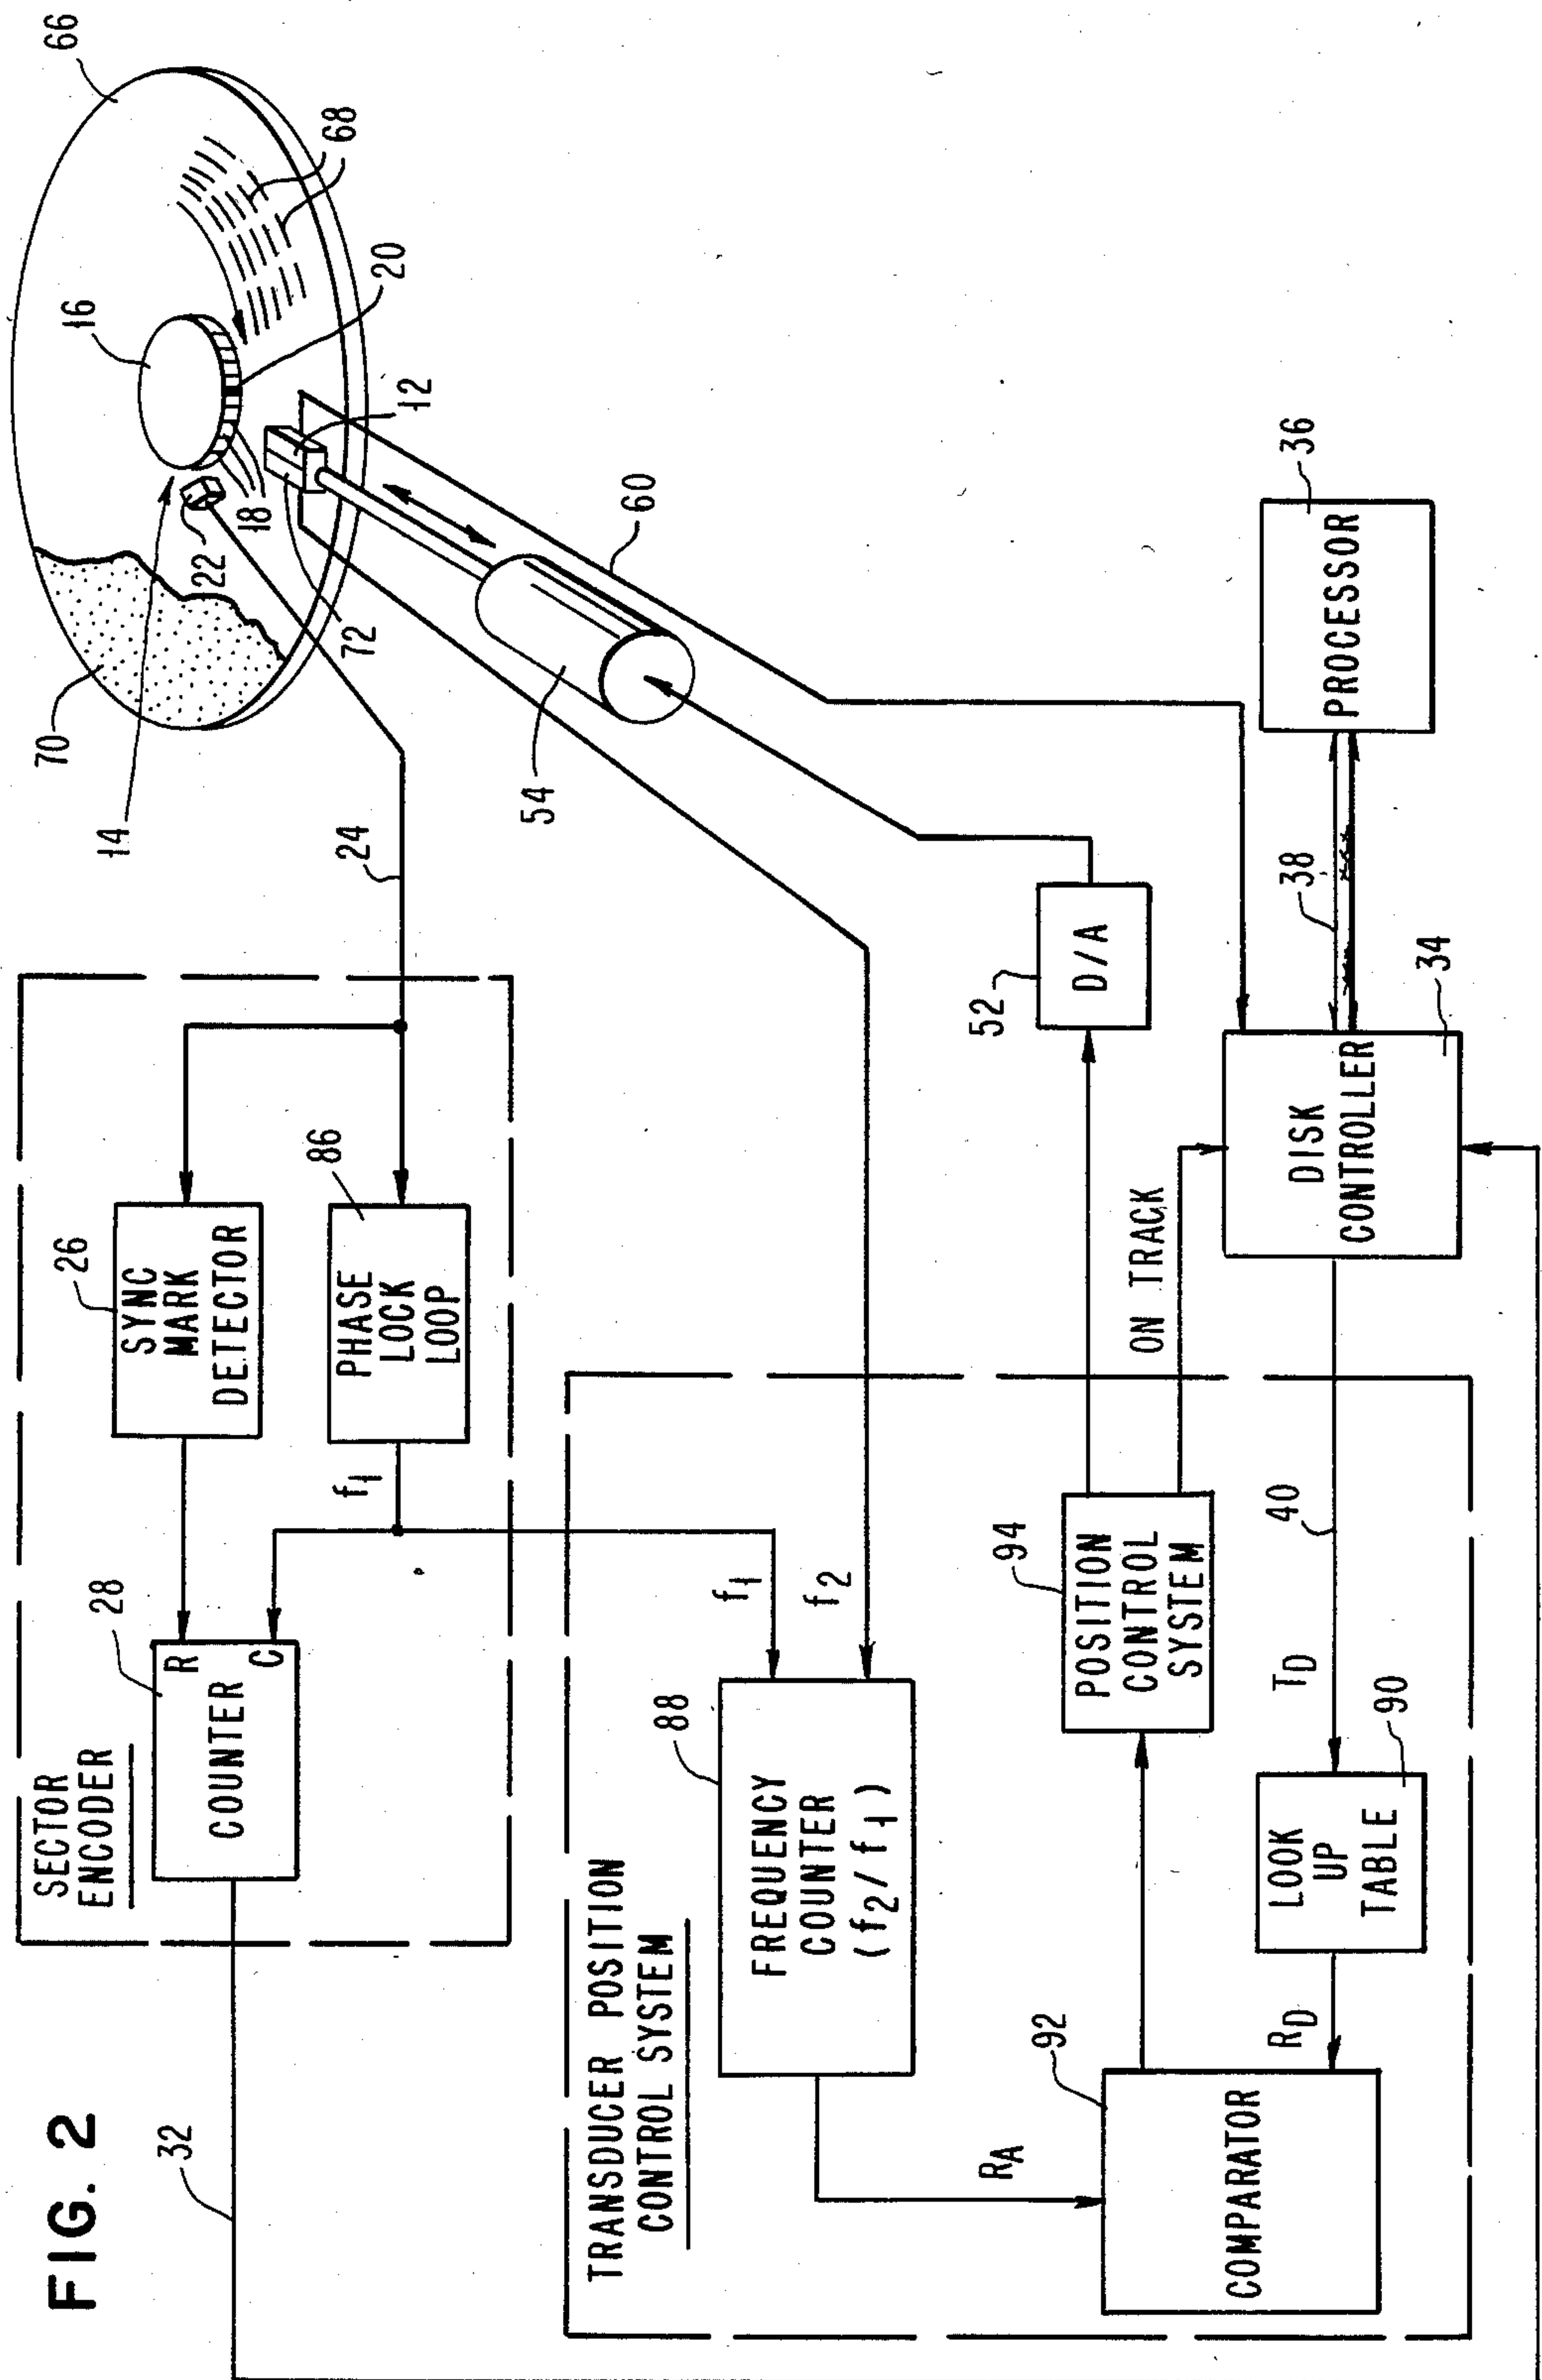 FIG. 2
32
SECTOR
ENCODER
28
COUNTER
R
C
26
SYNC
MARK
DETECTOR
86
PHASE
LOCK
LOOP
f1
24
14
70
22
18
16
66
68
20
12
72
60
54
TRANSDUCER POSITION
CONTROL SYSTEM
88
FREQUENCY
COUNTER
(f2/f1)
f1
f2
RA
92
COMPARATOR
RD
90
LOOK
UP
TABLE
TD
40
94
POSITION
CONTROL
SYSTEM
ON TRACK
52
D/A
34
DISK
CONTROLLER
38
36
PROCESSOR